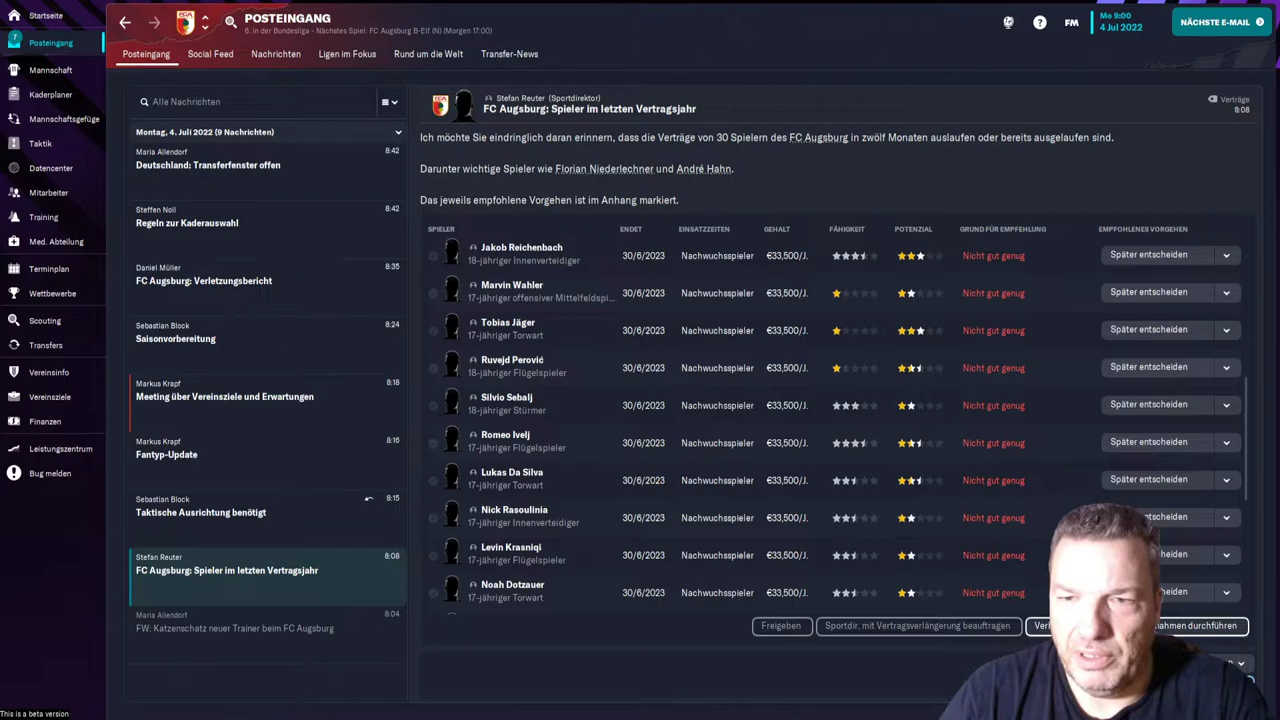 Startseite
7
Posteingang
Mannschaft
Kaderplaner
Mannschaftsgefüge
Taktik
Datencenter
Mitarbeiter
Training
Med. Abteilung
Terminplan
Wettbewerbe
Scouting
Transfers
Vereinsinfo
Vereinsziele
Finanzen
Leistungszentrum
Bug melden
This is a beta version
POSTEINGANG
6. in der Bundesliga - Nächstes Spiel: FC Augsburg B-Elf (N) (Morgen 17:00)
FM
Mo 9:00
4 Jul 2022
NÄCHSTE E-MAIL
Posteingang Social Feed Nachrichten Ligen im Fokus Rund um die Welt Transfer-News
Alle Nachrichten
Montag, 4. Juli 2022 (9 Nachrichten)
Maria Allendorf 8:42
Deutschland: Transferfenster offen
Steffen Noll 8:42
Regeln zur Kaderauswahl
Daniel Müller 8:35
FC Augsburg: Verletzungsbericht
Sebastian Block 8:24
Saisonvorbereitung
Markus Krapf 8:18
Meeting über Vereinsziele und Erwartungen
Markus Krapf 8:16
Fantyp-Update
Sebastian Block 8:15
Taktische Ausrichtung benötigt
Stefan Reuter 8:08
FC Augsburg: Spieler im letzten Vertragsjahr
Maria Allendorf 8:04
FW: Katzenschatz neuer Trainer beim FC Augsburg
Stefan Reuter (Sportdirektor)
FC Augsburg: Spieler im letzten Vertragsjahr
Verträge
8:08
Ich möchte Sie eindringlich daran erinnern, dass die Verträge von 30 Spielern des FC Augsburg in zwölf Monaten auslaufen oder bereits ausgelaufen sind.
Darunter wichtige Spieler wie Florian Niederlechner und André Hahn.
Das jeweils empfohlene Vorgehen ist im Anhang markiert.
SPIELER ENDET EINSATZZEITEN GEHALT FÄHIGKEIT POTENZIAL GRUND FÜR EMPFEHLUNG EMPFOHLENES VORGEHEN
Jakob Reichenbach
18-jähriger Innenverteidiger 30/6/2023 Nachwuchsspieler €33,500/J. Nicht gut genug Später entscheiden
Marvin Wahler
17-jähriger offensiver Mittelfeldspi... 30/6/2023 Nachwuchsspieler €33,500/J. Nicht gut genug Später entscheiden
Tobias Jäger
17-jähriger Torwart 30/6/2023 Nachwuchsspieler €33,500/J. Nicht gut genug Später entscheiden
Ruvejd Perović
18-jähriger Flügelspieler 30/6/2023 Nachwuchsspieler €33,500/J. Nicht gut genug Später entscheiden
Silvio Sebalj
18-jähriger Stürmer 30/6/2023 Nachwuchsspieler €33,500/J. Nicht gut genug Später entscheiden
Romeo Ivelj
17-jähriger Flügelspieler 30/6/2023 Nachwuchsspieler €33,500/J. Nicht gut genug Später entscheiden
Lukas Da Silva
17-jähriger Torwart 30/6/2023 Nachwuchsspieler €33,500/J. Nicht gut genug Später entscheiden
Nick Rasoulinia
17-jähriger Innenverteidiger 30/6/2023 Nachwuchsspieler €33,500/J. Nicht gut genug
Levin Krasniqi
17-jähriger Flügelspieler 30/6/2023 Nachwuchsspieler €33,500/J. Nicht gut genug
Noah Dotzauer
17-jähriger Torwart 30/6/2023 Nachwuchsspieler €33,500/J. Nicht gut genug
Freigeben Sportdir. mit Vertragsverlängerung beauftragen durchführen